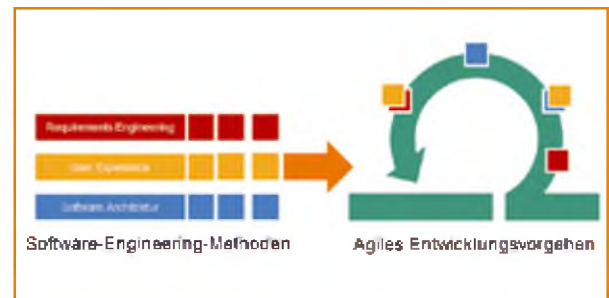 Requirements Engineering
User Experience
Software Architektur
Software-Engineering-Methoden
Agiles Entwicklungsvorgehen